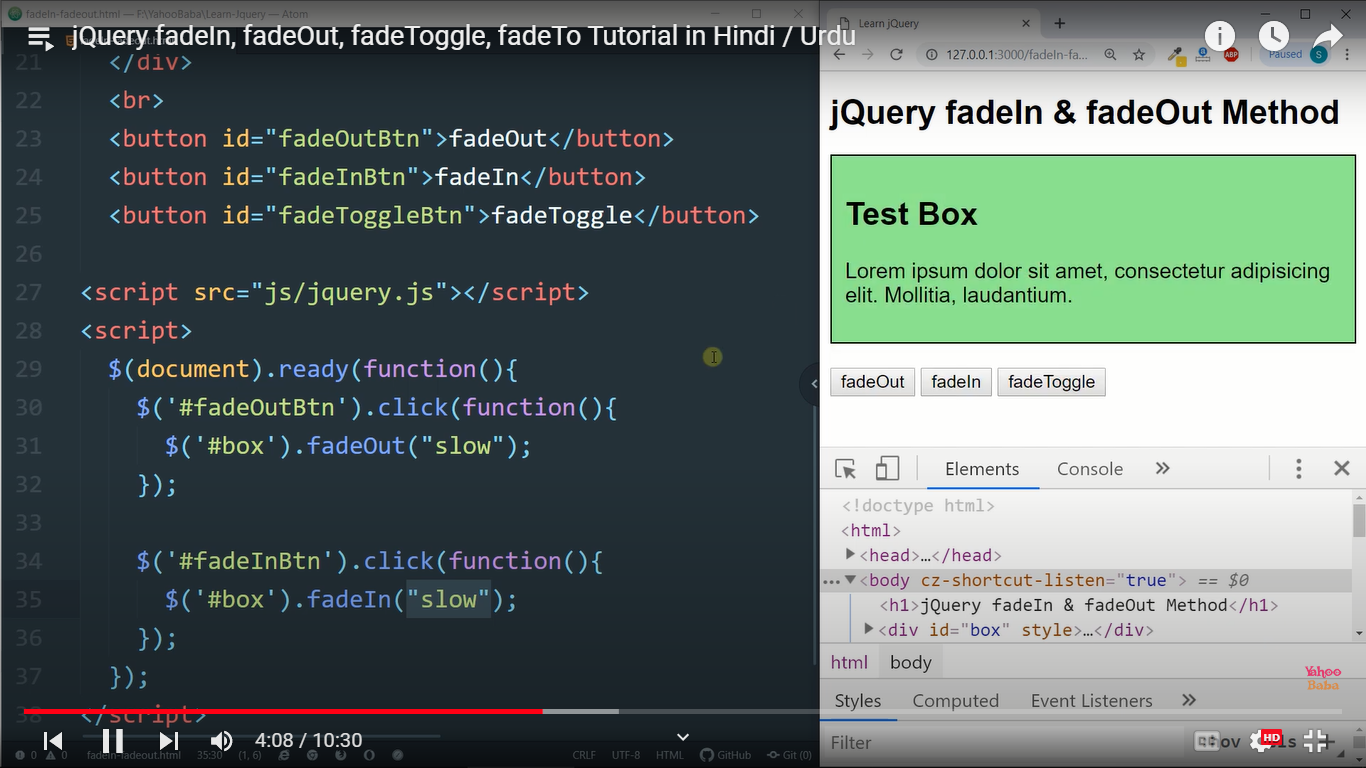 fadeIn-fadeout.html — F:\YahooBaba\Learn-Jquery — Atom
jQuery fadeIn, fadeOut, fadeToggle, fadeTo Tutorial in Hindi / Urdu
21 </div>
22 <br>
23 <button id="fadeOutBtn">fadeOut</button>
24 <button id="fadeInBtn">fadeIn</button>
25 <button id="fadeToggleBtn">fadeToggle</button>
26
27 <script src="js/jquery.js"></script>
28 <script>
29 $(document).ready(function(){
30 $('#fadeOutBtn').click(function(){
31 $('#box').fadeOut("slow");
32 });
33
34 $('#fadeInBtn').click(function(){
35 $('#box').fadeIn("slow");
36 });
37 });
38 </script>
4:08 / 10:30
0 0 fadeIn-fadeout.html 35:30 (1, 6) CRLF UTF-8 HTML GitHub Git (0)
Learn jQuery
127.0.0.1:3000/fadeIn-fa... ABP Paused S
jQuery fadeIn & fadeOut Method
Test Box
Lorem ipsum dolor sit amet, consectetur adipisicing
elit. Mollitia, laudantium.
fadeOut fadeIn fadeToggle
Elements Console
<!doctype html>
<html>
<head>…</head>
<body cz-shortcut-listen="true"> == $0
<h1>jQuery fadeIn & fadeOut Method</h1>
<div id="box" style>…</div>
html body
Yahoo
Baba
Styles Computed Event Listeners
Filter
HD